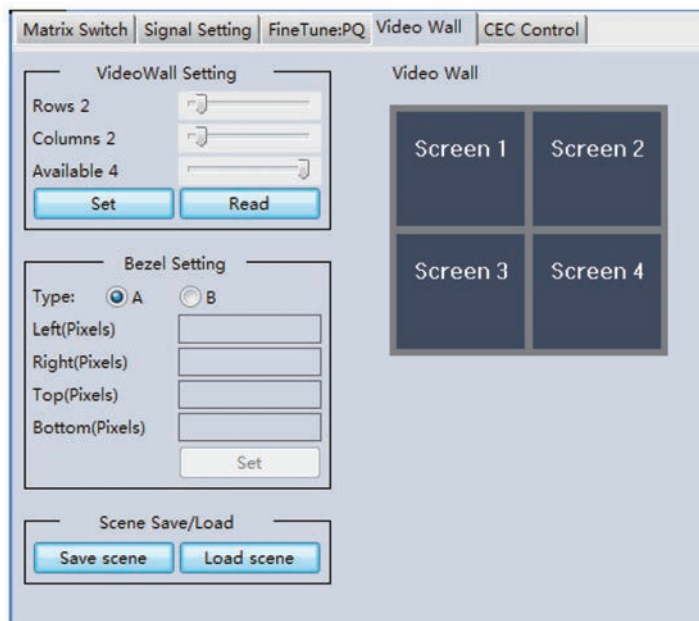 Matrix Switch Signal Setting FineTune:PQ Video Wall CEC Control
VideoWall Setting
Rows 2
Columns 2
Available 4
Set Read
Bezel Setting
Type: A B
Left(Pixels)
Right(Pixels)
Top(Pixels)
Bottom(Pixels)
Set
Scene Save/Load
Save scene Load scene
Video Wall
Screen 1 Screen 2
Screen 3 Screen 4